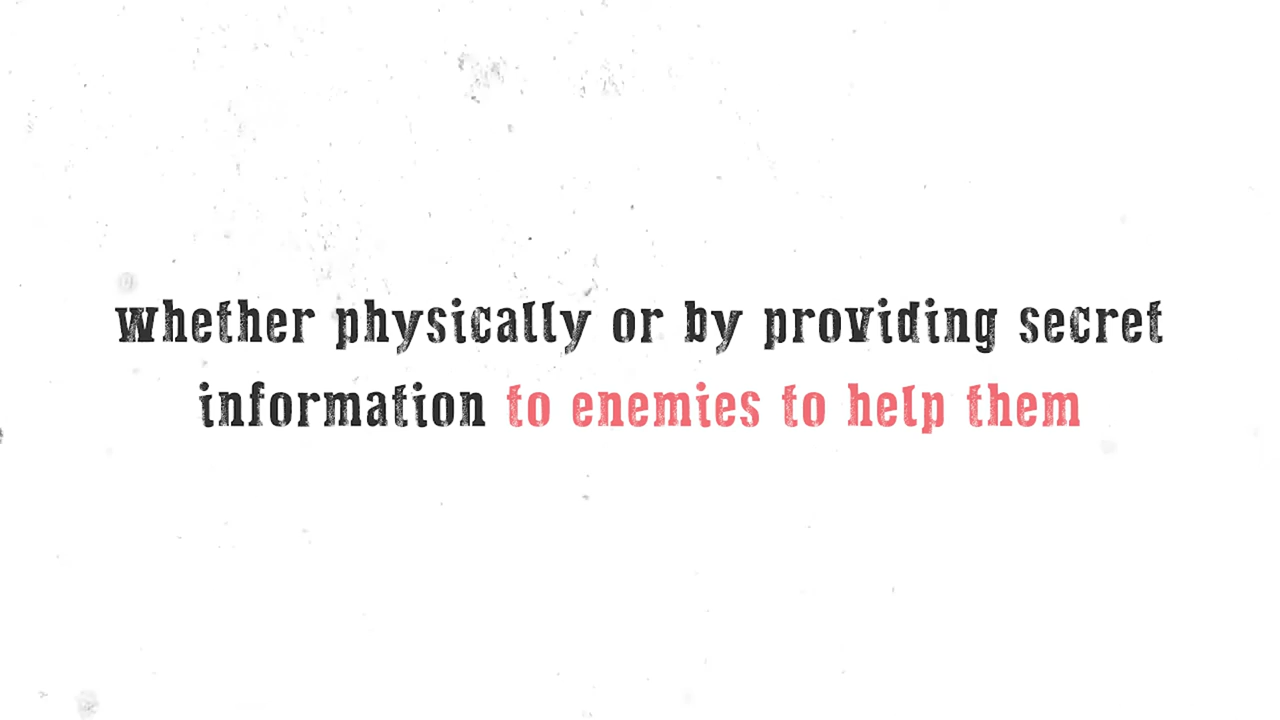 whether physically or by providing secret
information to enemies to help them